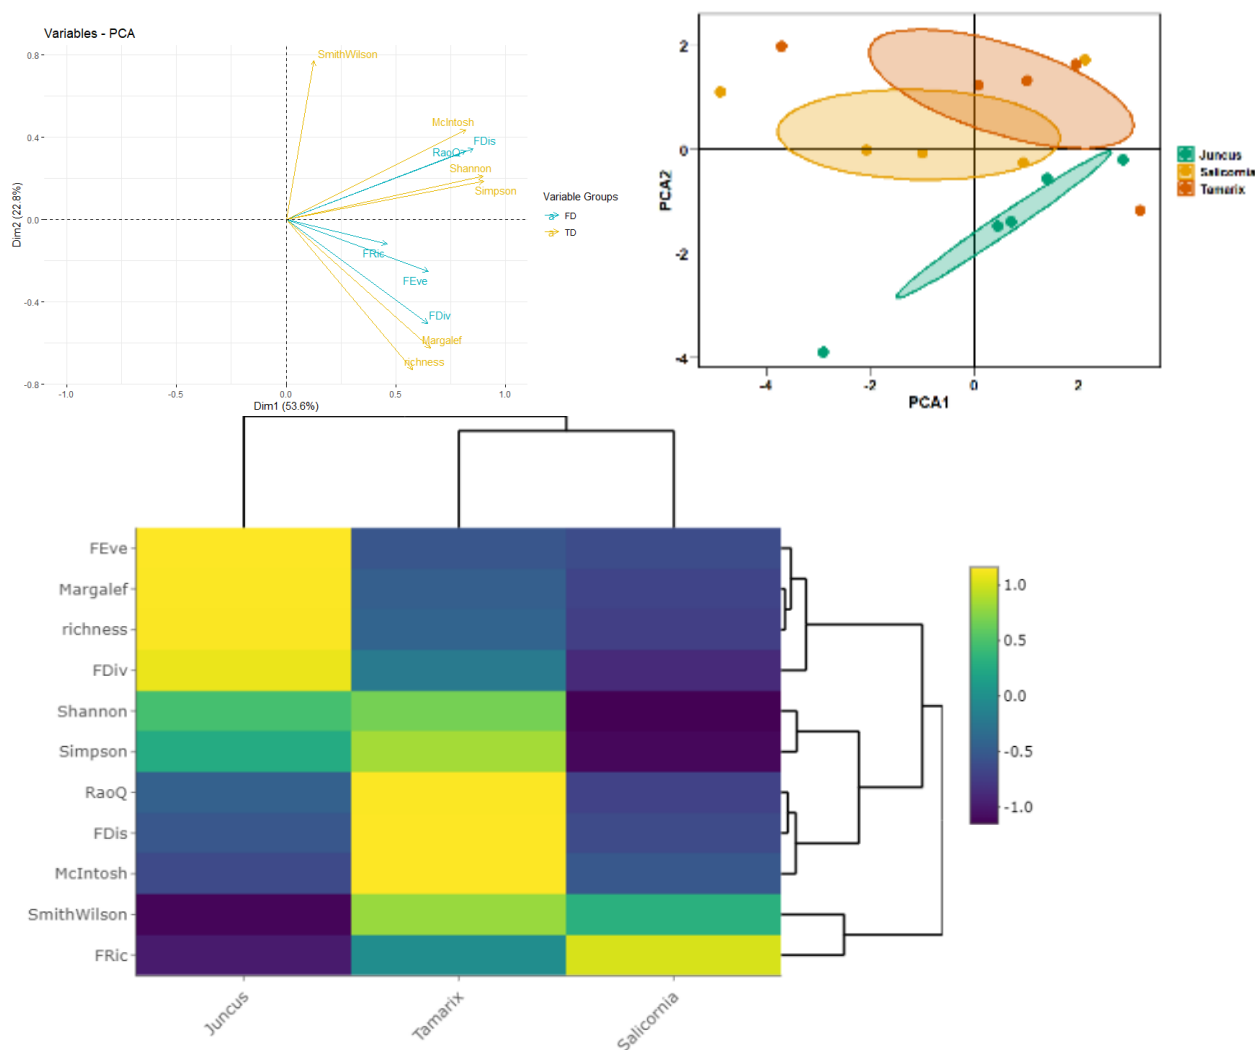 Variables - PCA
SmithWilson
McIntosh
FDis
RaoQ
Shannon
Simpson
FRic
FEve
FDiv
Margalef
richness
0.8
0.4
0.0
-0.4
-0.8
Dim2 (22.8%)
-1.0 -0.5 0.0 0.5 1.0
Dim1 (53.6%)
Variable Groups
a FD
a TD
2
0
-2
-4
PCA2
-4 -2 0 2
PCA1
Juncus
Salicornia
Tamarix
FEve
Margalef
richness
FDiv
Shannon
Simpson
RaoQ
FDis
McIntosh
SmithWilson
FRic
Juncus
Tamarix
Salicornia
1.0
0.5
0.0
-0.5
-1.0